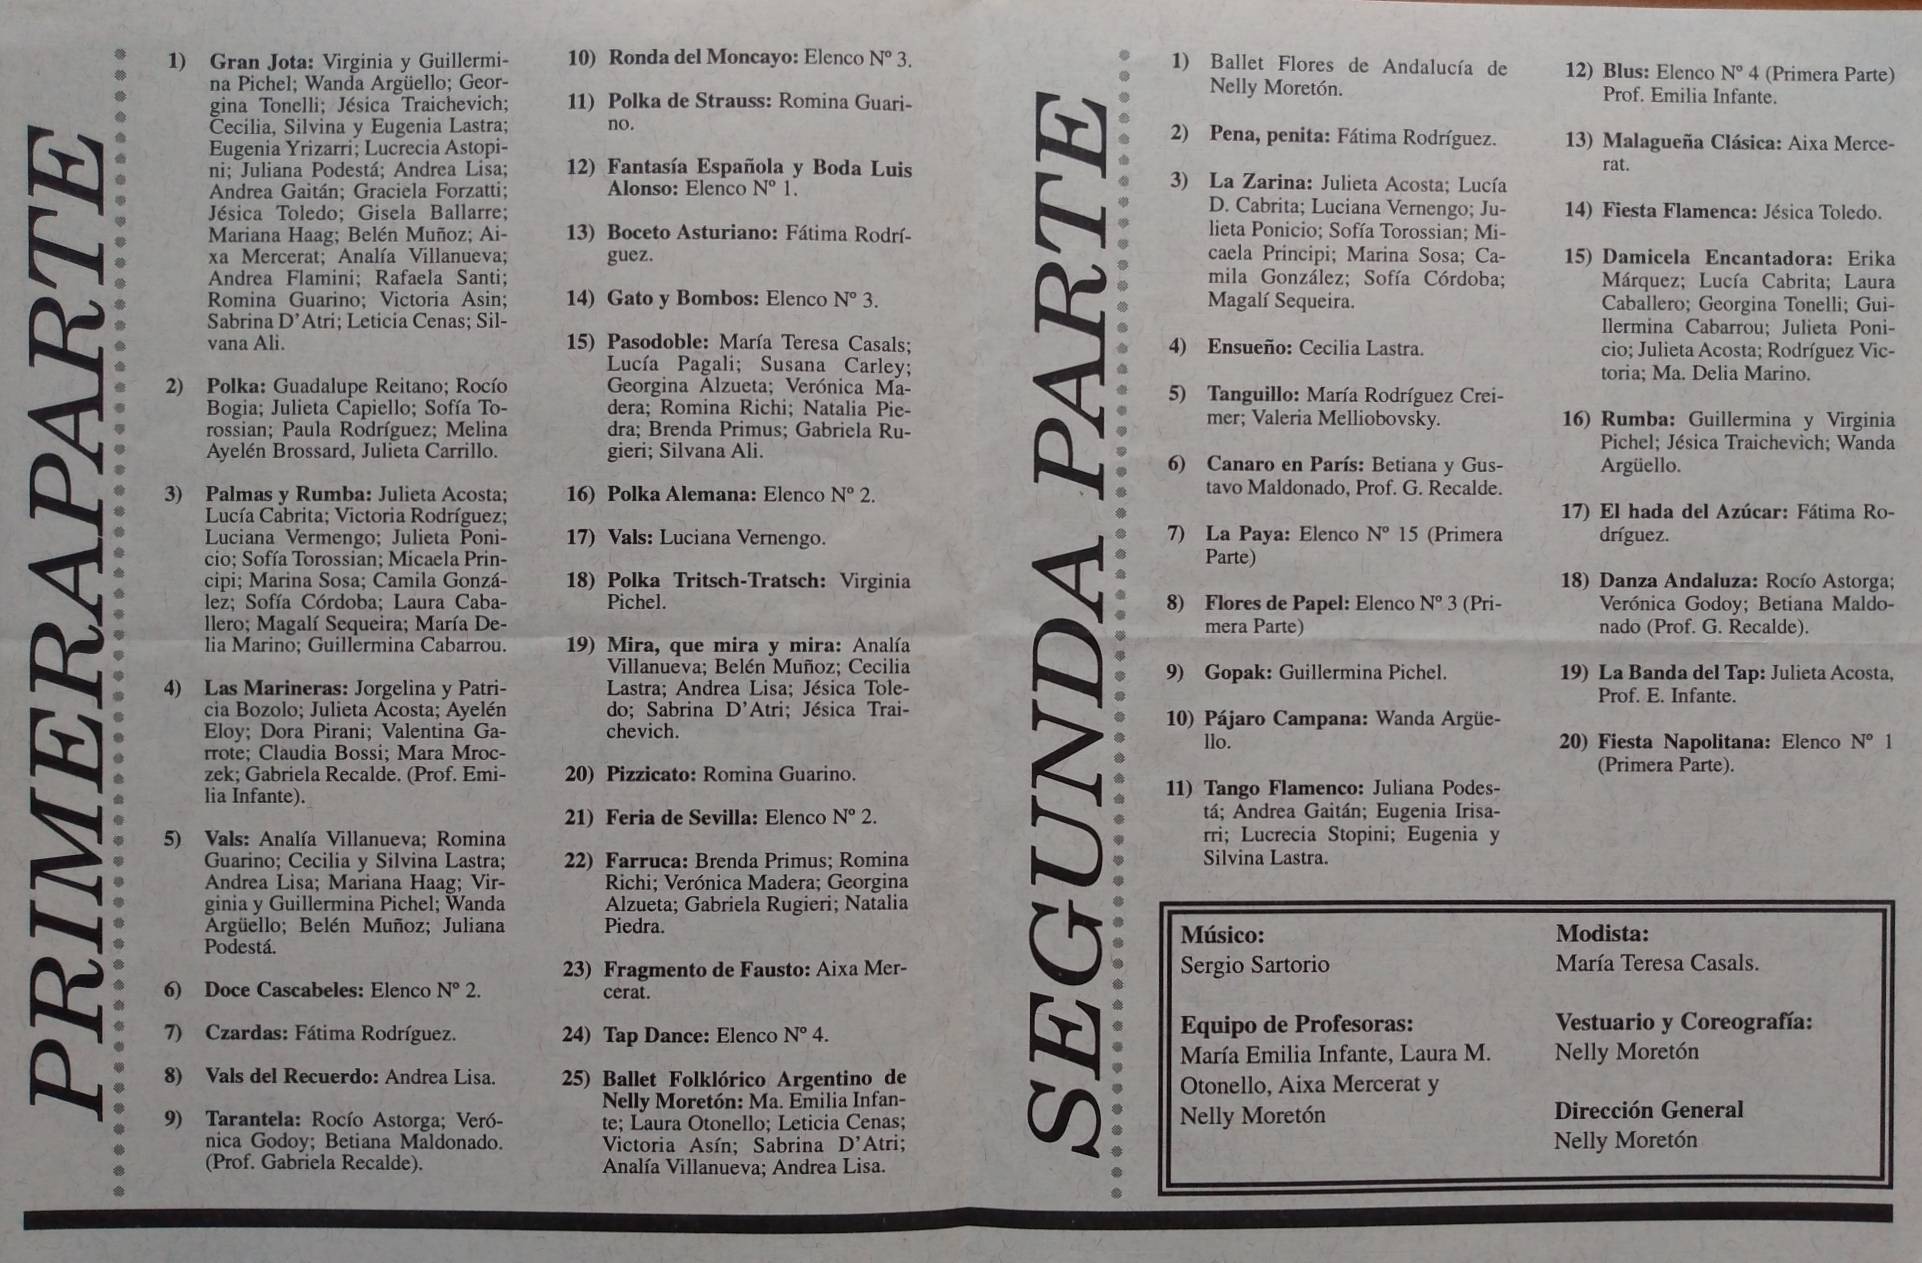 PRIMERA PARTE
1) Gran Jota: Virginia y Guillermi-
na Pichel; Wanda Argüello; Geor-
gina Tonelli; Jésica Traichevich;
Cecilia, Silvina y Eugenia Lastra;
Eugenia Yrizarri; Lucrecia Astopi-
ni; Juliana Podestá; Andrea Lisa;
Andrea Gaitán; Graciela Forzatti;
Jésica Toledo; Gisela Ballarre;
Mariana Haag; Belén Muñoz; Ai-
xa Mercerat; Analía Villanueva;
Andrea Flamini; Rafaela Santi;
Romina Guarino; Victoria Asin;
Sabrina D'Atri; Leticia Cenas; Sil-
vana Ali.
2) Polka: Guadalupe Reitano; Rocío
Bogia; Julieta Capiello; Sofía To-
rossian; Paula Rodríguez; Melina
Ayelén Brossard, Julieta Carrillo.
3) Palmas y Rumba: Julieta Acosta;
Lucía Cabrita; Victoria Rodríguez;
Luciana Vermengo; Julieta Poni-
cio; Sofía Torossian; Micaela Prin-
cipi; Marina Sosa; Camila Gonzá-
lez; Sofía Córdoba; Laura Caba-
llero; Magalí Sequeira; María De-
lia Marino; Guillermina Cabarrou.
4) Las Marineras: Jorgelina y Patri-
cia Bozolo; Julieta Acosta; Ayelén
Eloy; Dora Pirani; Valentina Ga-
rrote; Claudia Bossi; Mara Mroc-
zek; Gabriela Recalde. (Prof. Emi-
lia Infante).
5) Vals: Analía Villanueva; Romina
Guarino; Cecilia y Silvina Lastra;
Andrea Lisa; Mariana Haag; Vir-
ginia y Guillermina Pichel; Wanda
Argüello; Belén Muñoz; Juliana
Podestá.
6) Doce Cascabeles: Elenco Nº 2.
7) Czardas: Fátima Rodríguez.
8) Vals del Recuerdo: Andrea Lisa.
9) Tarantela: Rocío Astorga; Veró-
nica Godoy; Betiana Maldonado.
(Prof. Gabriela Recalde).
10) Ronda del Moncayo: Elenco Nº 3.
11) Polka de Strauss: Romina Guari-
no.
12) Fantasía Española y Boda Luis
Alonso: Elenco Nº 1.
13) Boceto Asturiano: Fátima Rodrí-
guez.
14) Gato y Bombos: Elenco Nº 3.
15) Pasodoble: María Teresa Casals;
Lucía Pagali; Susana Carley;
Georgina Alzueta; Verónica Ma-
dera; Romina Richi; Natalia Pie-
dra; Brenda Primus; Gabriela Ru-
gieri; Silvana Ali.
16) Polka Alemana: Elenco Nº 2.
17) Vals: Luciana Vernengo.
18) Polka Tritsch-Tratsch: Virginia
Pichel.
19) Mira, que mira y mira: Analía
Villanueva; Belén Muñoz; Cecilia
Lastra; Andrea Lisa; Jésica Tole-
do; Sabrina D'Atri; Jésica Trai-
chevich.
20) Pizzicato: Romina Guarino.
21) Feria de Sevilla: Elenco Nº 2.
22) Farruca: Brenda Primus; Romina
Richi; Verónica Madera; Georgina
Alzueta; Gabriela Rugieri; Natalia
Piedra.
23) Fragmento de Fausto: Aixa Mer-
cerat.
24) Tap Dance: Elenco Nº 4.
25) Ballet Folklórico Argentino de
Nelly Moretón: Ma. Emilia Infan-
te; Laura Otonello; Leticia Cenas;
Victoria Asín; Sabrina D'Atri;
Analía Villanueva; Andrea Lisa.
SEGUNDA PARTE
1) Ballet Flores de Andalucía de
Nelly Moretón.
2) Pena, penita: Fátima Rodríguez.
3) La Zarina: Julieta Acosta; Lucía
D. Cabrita; Luciana Vernengo; Ju-
lieta Ponicio; Sofía Torossian; Mi-
caela Principi; Marina Sosa; Ca-
mila González; Sofía Córdoba;
Magalí Sequeira.
4) Ensueño: Cecilia Lastra.
5) Tanguillo: María Rodríguez Crei-
mer; Valeria Melliobovsky.
6) Canaro en París: Betiana y Gus-
tavo Maldonado, Prof. G. Recalde.
7) La Paya: Elenco Nº 15 (Primera
Parte)
8) Flores de Papel: Elenco Nº 3 (Pri-
mera Parte)
9) Gopak: Guillermina Pichel.
10) Pájaro Campana: Wanda Argüe-
llo.
11) Tango Flamenco: Juliana Podes-
tá; Andrea Gaitán; Eugenia Irisa-
rri; Lucrecia Stopini; Eugenia y
Silvina Lastra.
12) Blus: Elenco Nº 4 (Primera Parte)
Prof. Emilia Infante.
13) Malagueña Clásica: Aixa Merce-
rat.
14) Fiesta Flamenca: Jésica Toledo.
15) Damicela Encantadora: Erika
Márquez; Lucía Cabrita; Laura
Caballero; Georgina Tonelli; Gui-
llermina Cabarrou; Julieta Poni-
cio; Julieta Acosta; Rodríguez Vic-
toria; Ma. Delia Marino.
16) Rumba: Guillermina y Virginia
Pichel; Jésica Traichevich; Wanda
Argüello.
17) El hada del Azúcar: Fátima Ro-
dríguez.
18) Danza Andaluza: Rocío Astorga;
Verónica Godoy; Betiana Maldo-
nado (Prof. G. Recalde).
19) La Banda del Tap: Julieta Acosta,
Prof. E. Infante.
20) Fiesta Napolitana: Elenco Nº 1
(Primera Parte).
Músico:
Sergio Sartorio
Equipo de Profesoras:
María Emilia Infante, Laura M.
Otonello, Aixa Mercerat y
Nelly Moretón
Modista:
María Teresa Casals.
Vestuario y Coreografía:
Nelly Moretón
Dirección General
Nelly Moretón